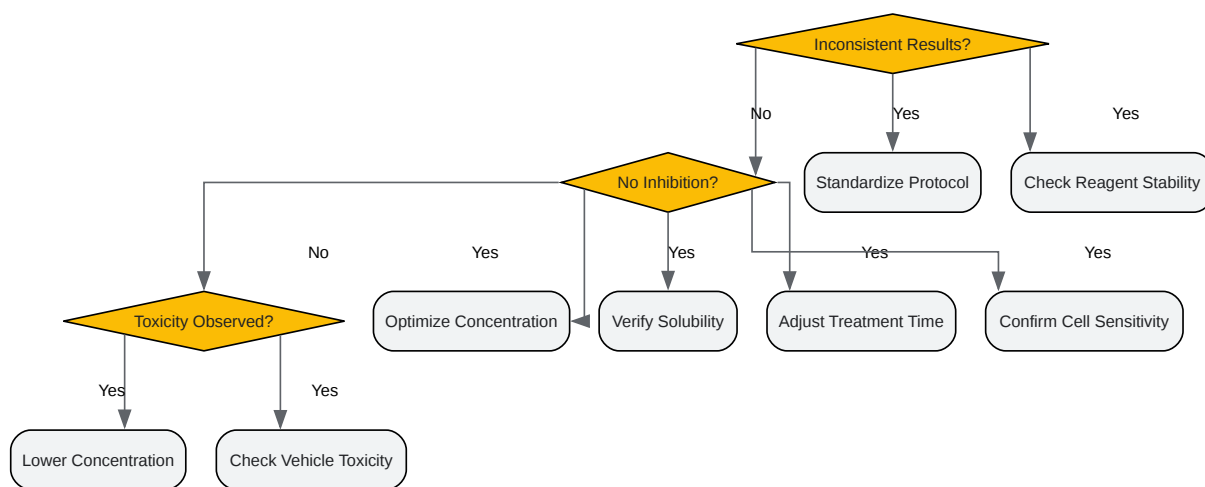 Inconsistent Results?
No
Yes
Yes
Standardize Protocol
Check Reagent Stability
No Inhibition?
No
Yes
Yes
Yes
Yes
Toxicity Observed?
Optimize Concentration
Verify Solubility
Adjust Treatment Time
Confirm Cell Sensitivity
Yes
Yes
Lower Concentration
Check Vehicle Toxicity